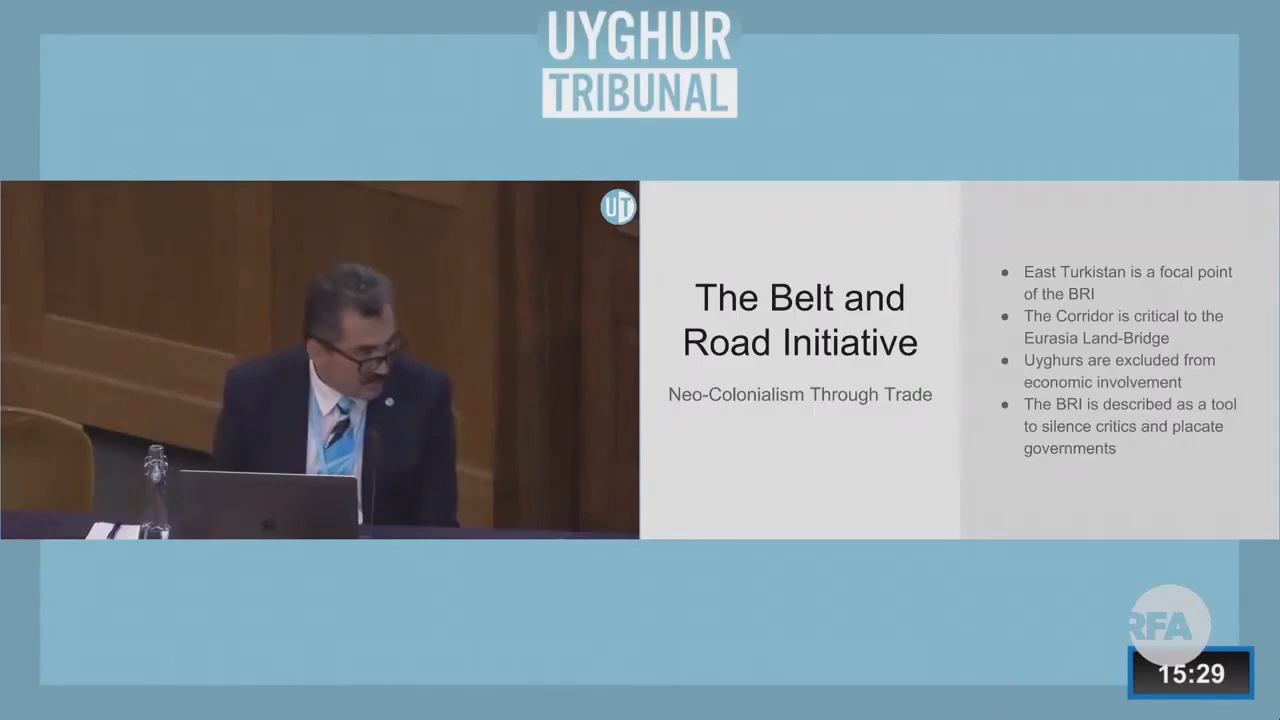 UYGHUR
TRIBUNAL
UT
The Belt and
Road Initiative
Neo-Colonialism Through Trade
● East Turkistan is a focal point
of the BRI
● The Corridor is critical to the
Eurasia Land-Bridge
● Uyghurs are excluded from
economic involvement
● The BRI is described as a tool
to silence critics and placate
governments
RFA
15:29